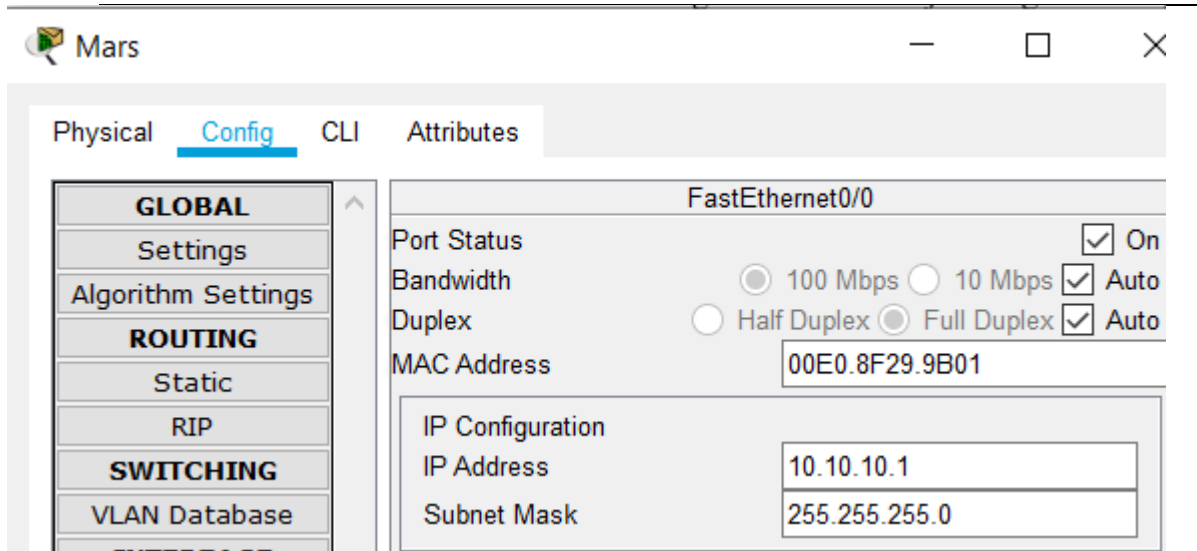 Mars
Physical Config CLI Attributes
GLOBAL
Settings
Algorithm Settings
ROUTING
Static
RIP
SWITCHING
VLAN Database
FastEthernet0/0
Port Status On
Bandwidth 100 Mbps 10 Mbps Auto
Duplex Half Duplex Full Duplex Auto
MAC Address 00E0.8F29.9B01
IP Configuration
IP Address 10.10.10.1
Subnet Mask 255.255.255.0